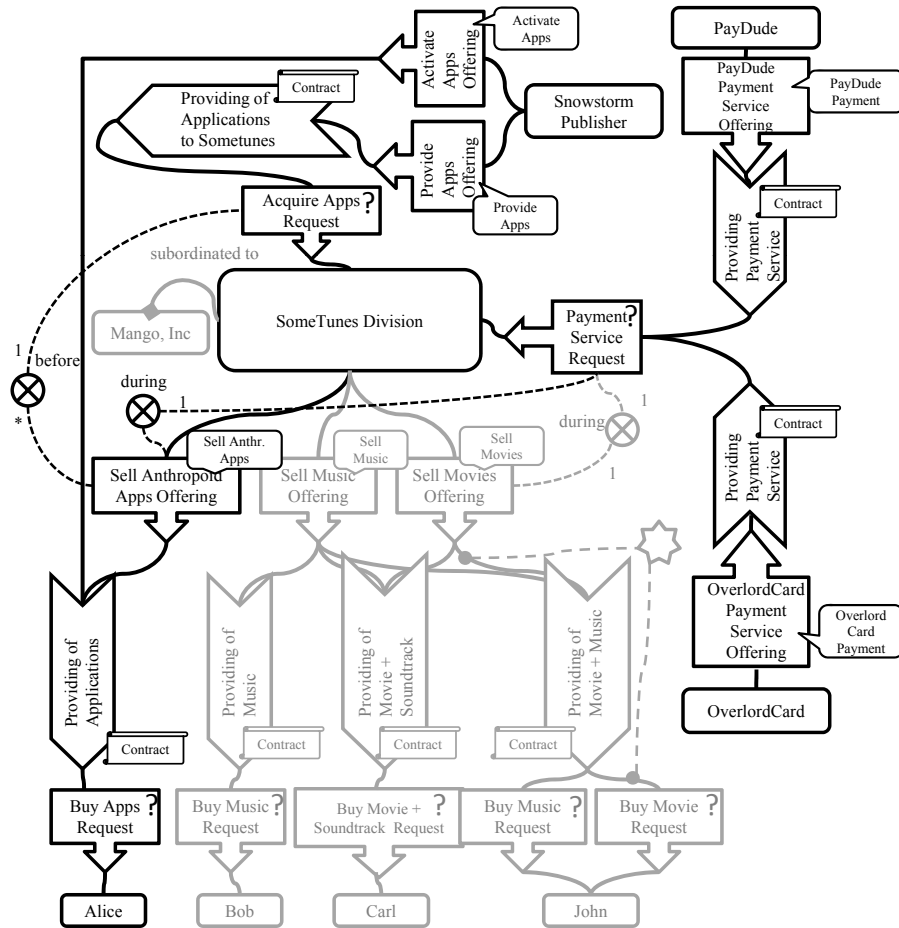 Activate
Apps
Activate
Apps
Offering
PayDude
PayDude
Payment
Service
Offering
PayDude
Payment
Contract
Providing of
Applications
to Sometunes
Snowstorm
Publisher
Provide
Apps
Offering
Provide
Apps
Contract
Providing
Payment
Service
Acquire Apps
Request
?
subordinated to
SomeTunes Division
Mango, Inc
Payment
Service
Request
?
1
before
*
during
1
during
1
1
Sell Anthr.
Apps
Sell
Music
Sell
Movies
Sell Anthropoid
Apps Offering
Sell Music
Offering
Sell Movies
Offering
Contract
Providing
Payment
Service
OverlordCard
Payment
Service
Offering
Overlord
Card
Payment
OverlordCard
Providing of
Applications
Providing of
Music
Providing of
Movie +
Soundtrack
Providing of
Movie + Music
Contract
Contract
Contract
Contract
Buy Apps
Request
?
Buy Music
Request
?
Buy Movie +
Soundtrack Request
?
Buy Music
Request
?
Buy Movie
Request
?
Alice
Bob
Carl
John